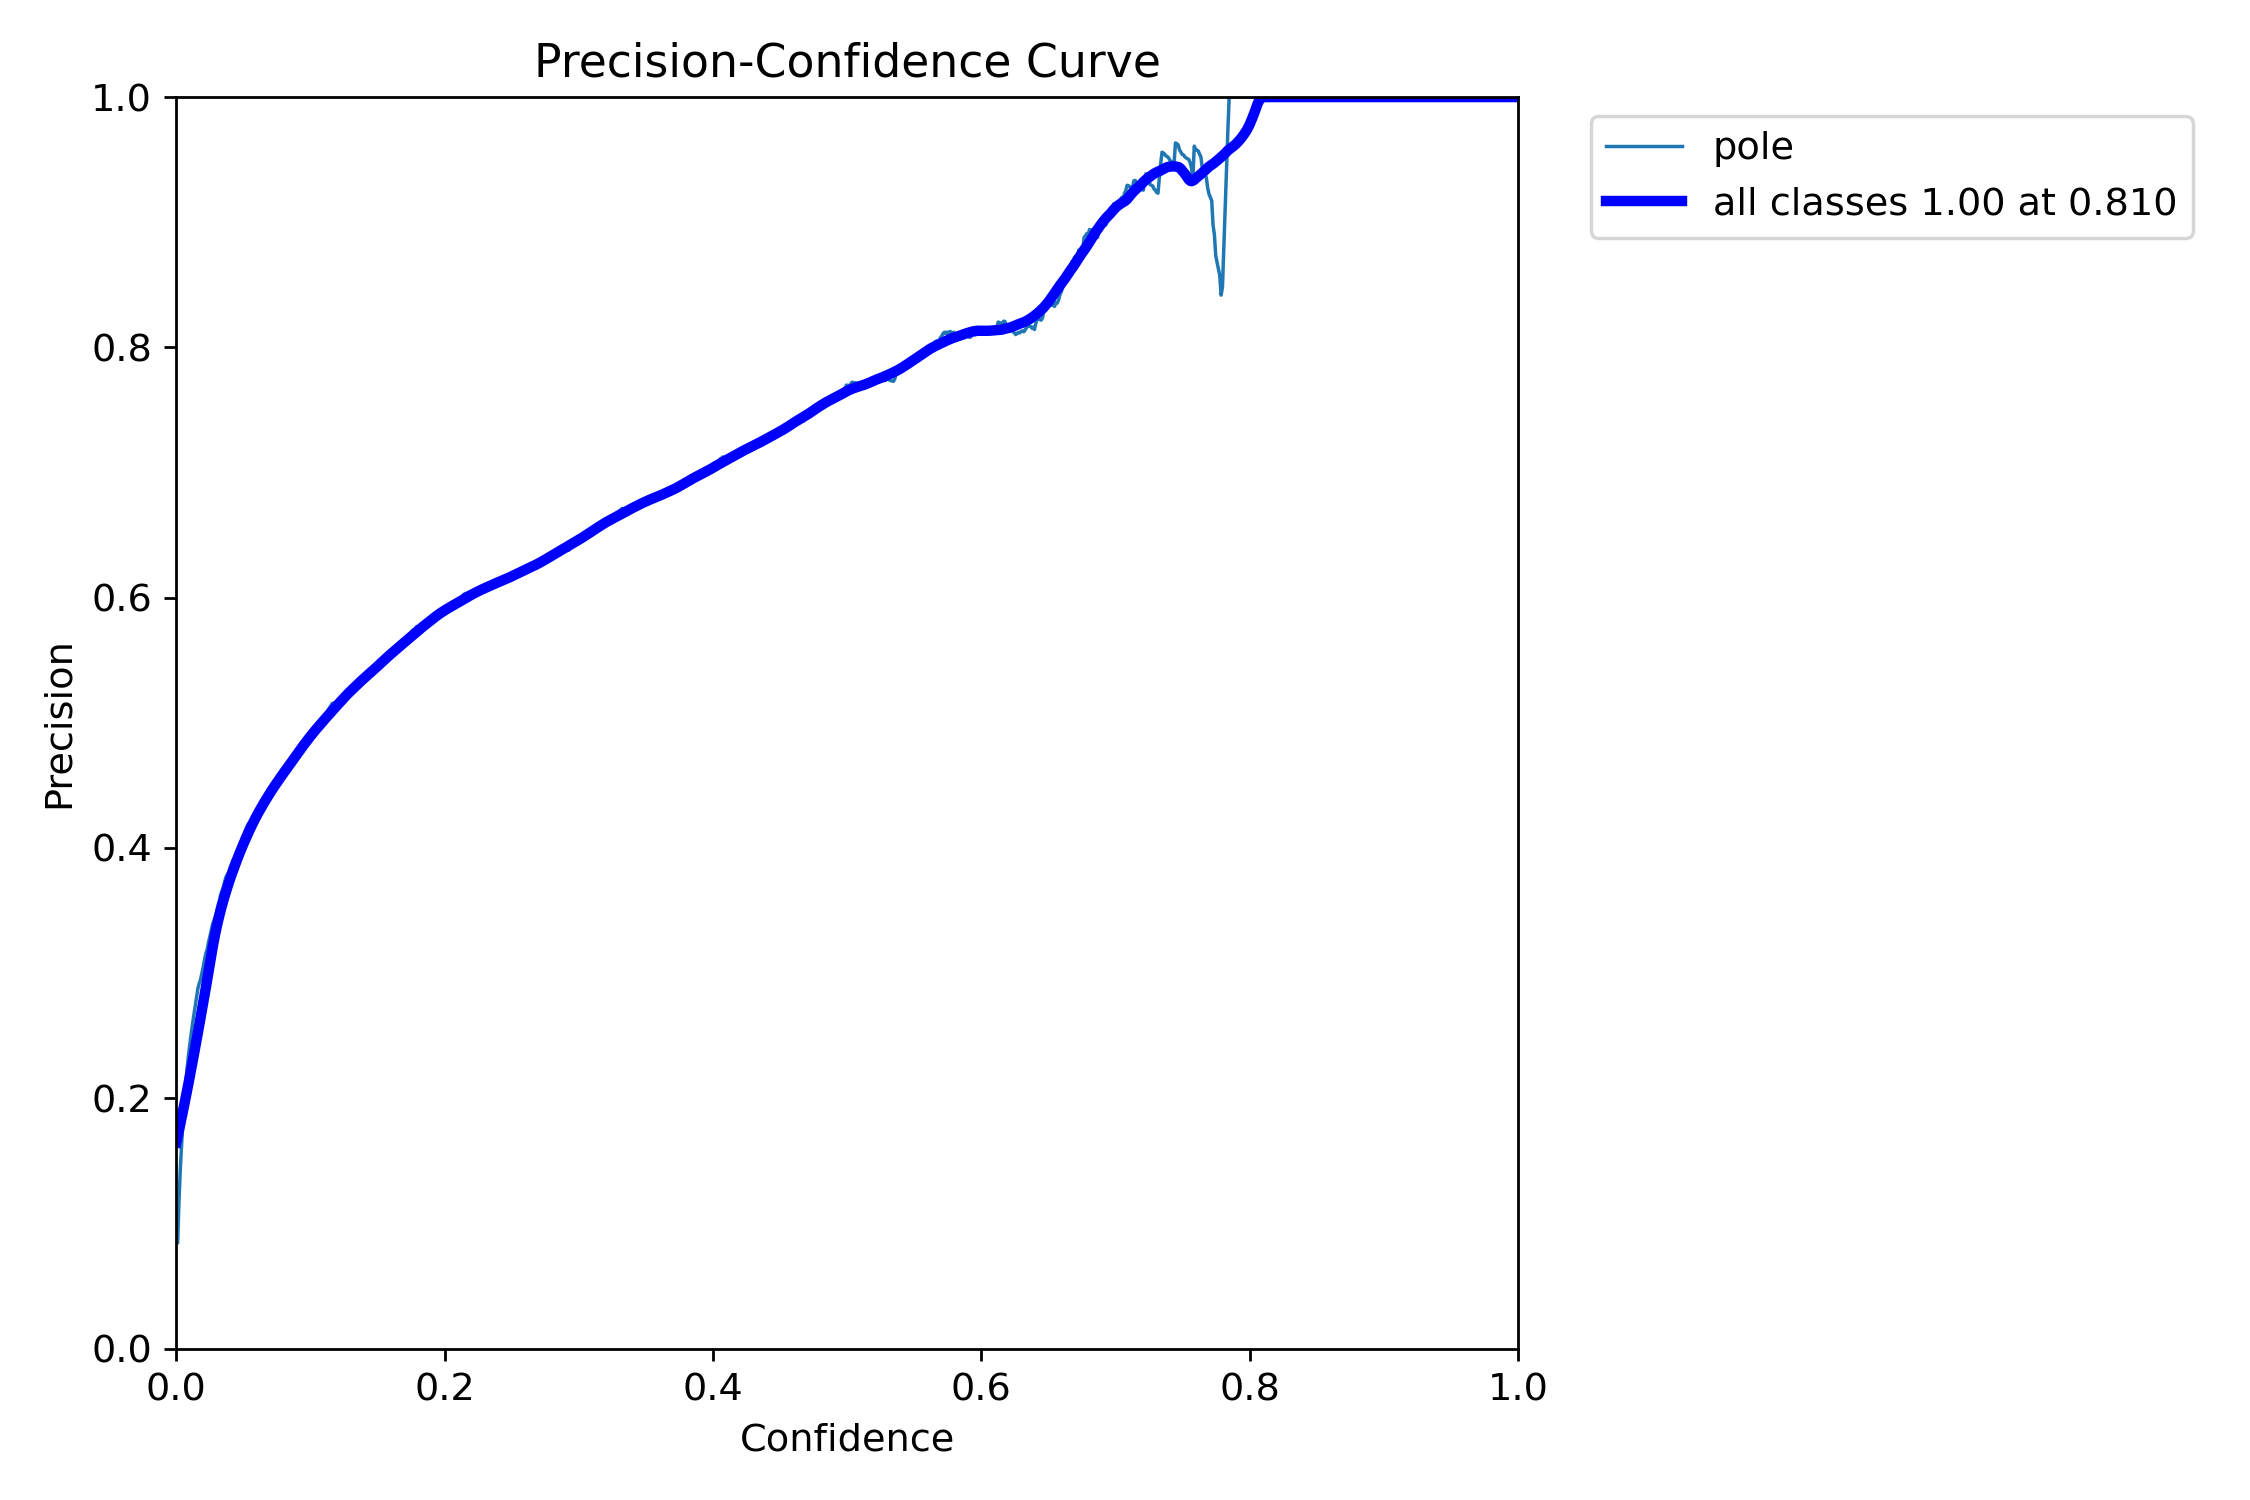 Precision-Confidence Curve
1.0
0.8
0.6
0.4
0.2
0.0
Precision
0.0 0.2 0.4 0.6 0.8 1.0
Confidence
pole
all classes 1.00 at 0.810